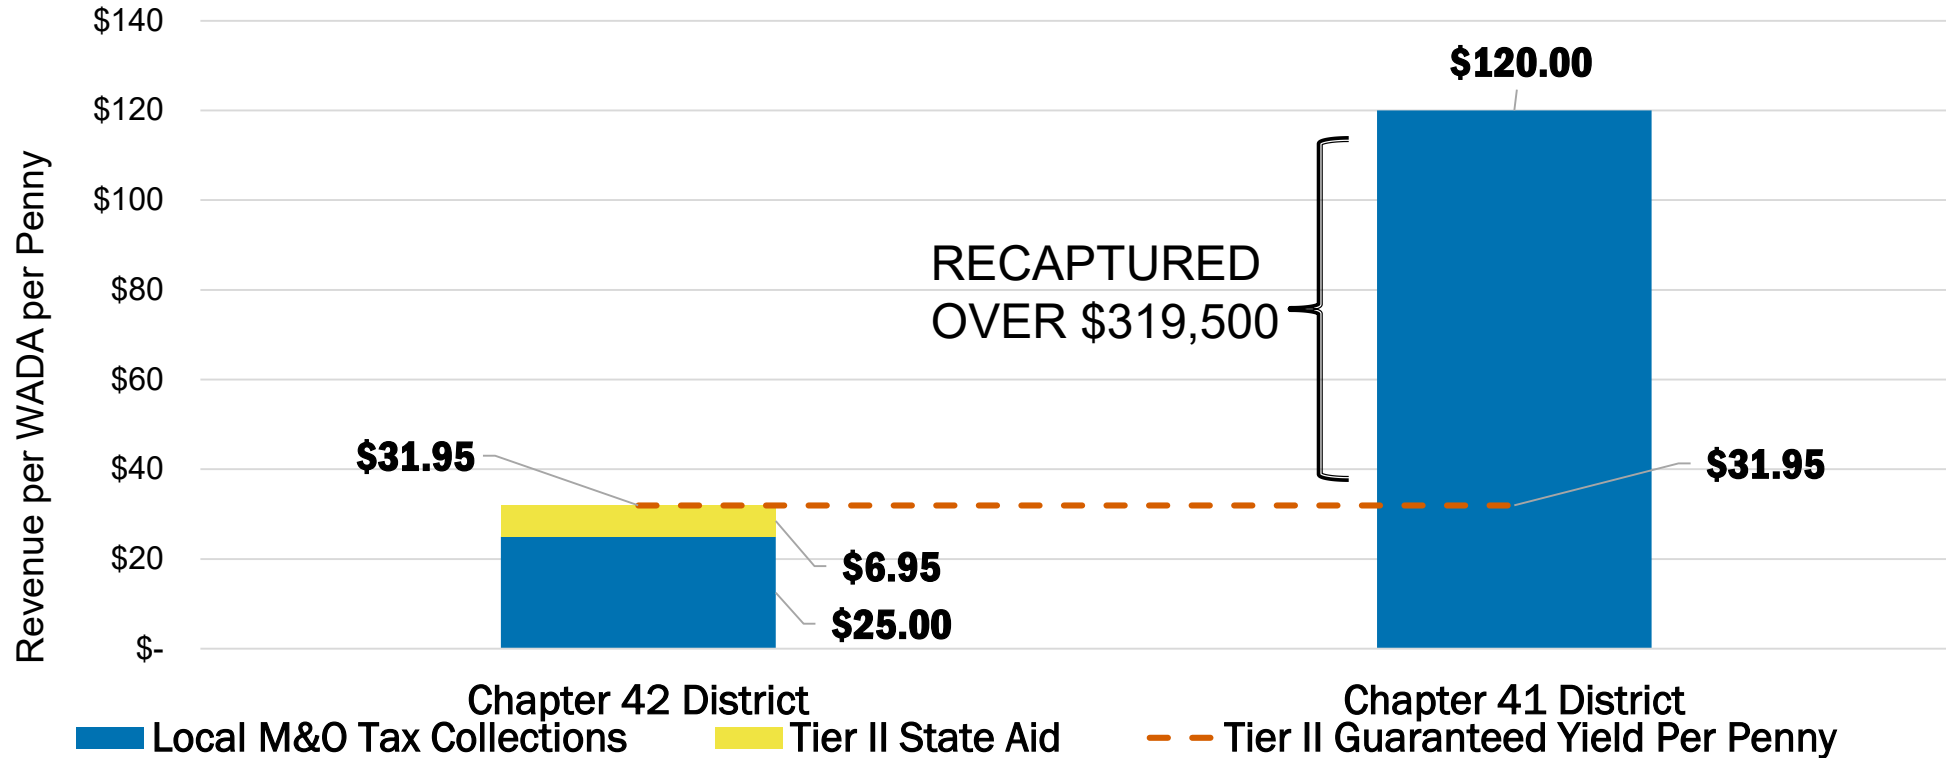 Revenue per WADA per Penny
$140
$120
$100
$80
$60
$40
$20
$-
$120.00
RECAPTURED
OVER $319,500
$31.95
$31.95
$6.95
$25.00
Chapter 42 District
Chapter 41 District
Local M&O Tax Collections
Tier II State Aid
Tier II Guaranteed Yield Per Penny